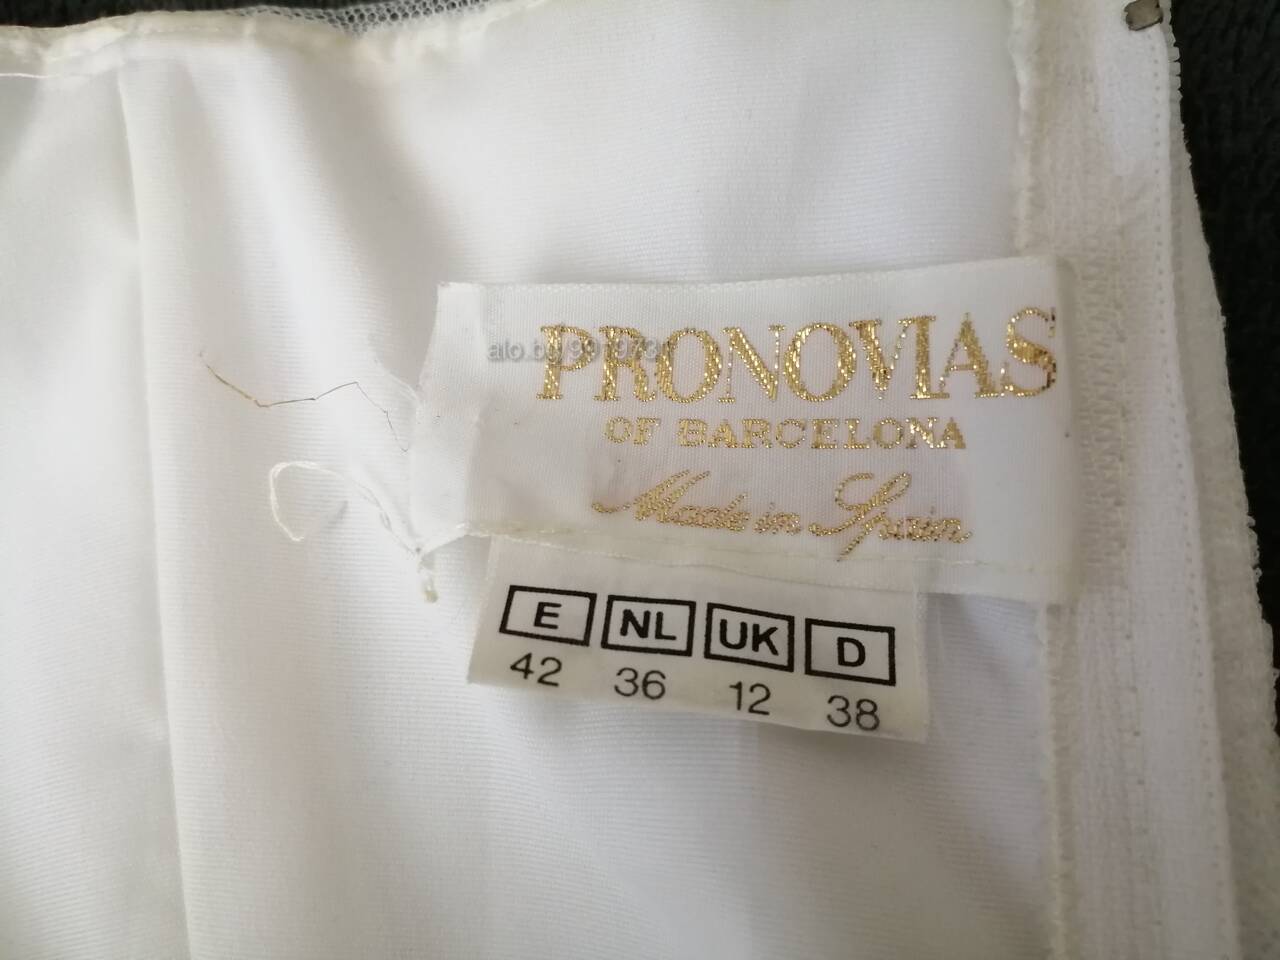 PRONOVIAS
OF BARCELONA
Made in Spain
E NL UK D
42 36 12 38